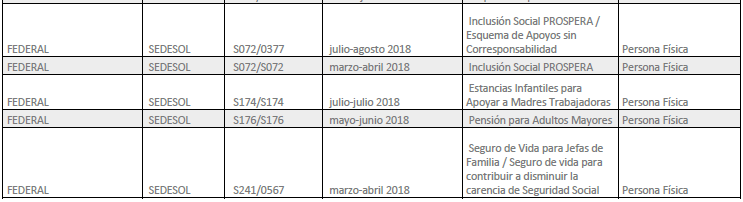 Inclusión Social PROSPERA /
Esquema de Apoyos sin
FEDERAL SEDESOL S072/0377 julio-agosto 2018 Corresponsabilidad Persona Física
FEDERAL SEDESOL S072/S072 marzo-abril 2018 Inclusión Social PROSPERA Persona Física
Estancias Infantiles para
FEDERAL SEDESOL S174/S174 julio-julio 2018 Apoyar a Madres Trabajadoras Persona Física
FEDERAL SEDESOL S176/S176 mayo-junio 2018 Pensión para Adultos Mayores Persona Física
Seguro de Vida para Jefas de
Familia / Seguro de vida para
contribuir a disminuir la
FEDERAL SEDESOL S241/0567 marzo-abril 2018 carencia de Seguridad Social Persona Física